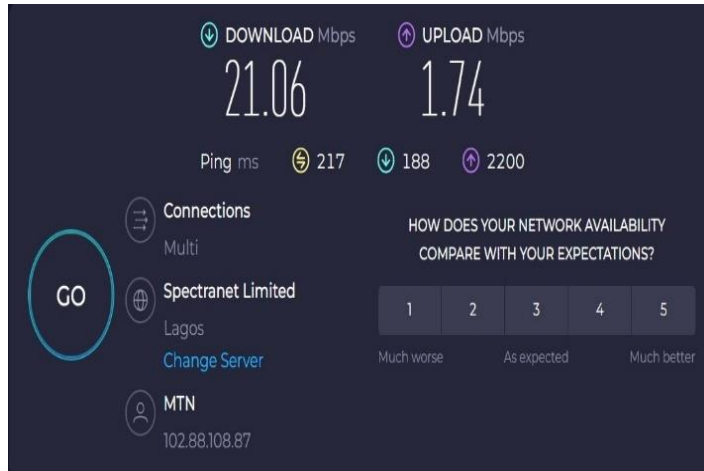 DOWNLOAD Mbps
UPLOAD Mbps
21.06
1.74
Ping ms 217 188 2200
Connections
Multi
GO
Spectranet Limited
Lagos
Change Server
MTN
102.88.108.87
HOW DOES YOUR NETWORK AVAILABILITY
COMPARE WITH YOUR EXPECTATIONS?
1 2 3 4 5
Much worse As expected Much better